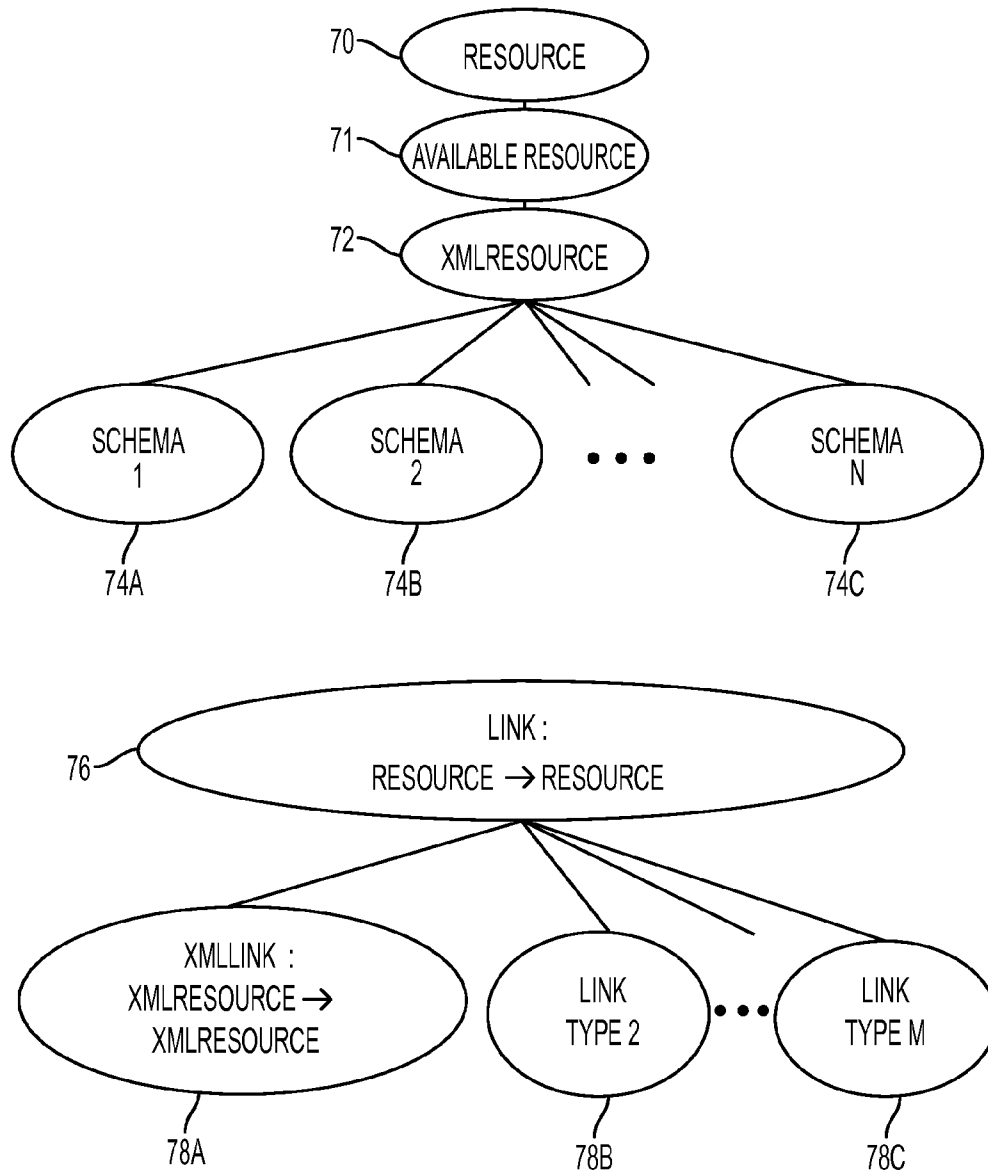 70
RESOURCE
71
AVAILABLE RESOURCE
72
XMLRESOURCE
SCHEMA
1
SCHEMA
2
SCHEMA
N
74A
74B
74C
76
LINK :
RESOURCE → RESOURCE
XMLLINK :
XMLRESOURCE →
XMLRESOURCE
LINK
TYPE 2
LINK
TYPE M
78A
78B
78C